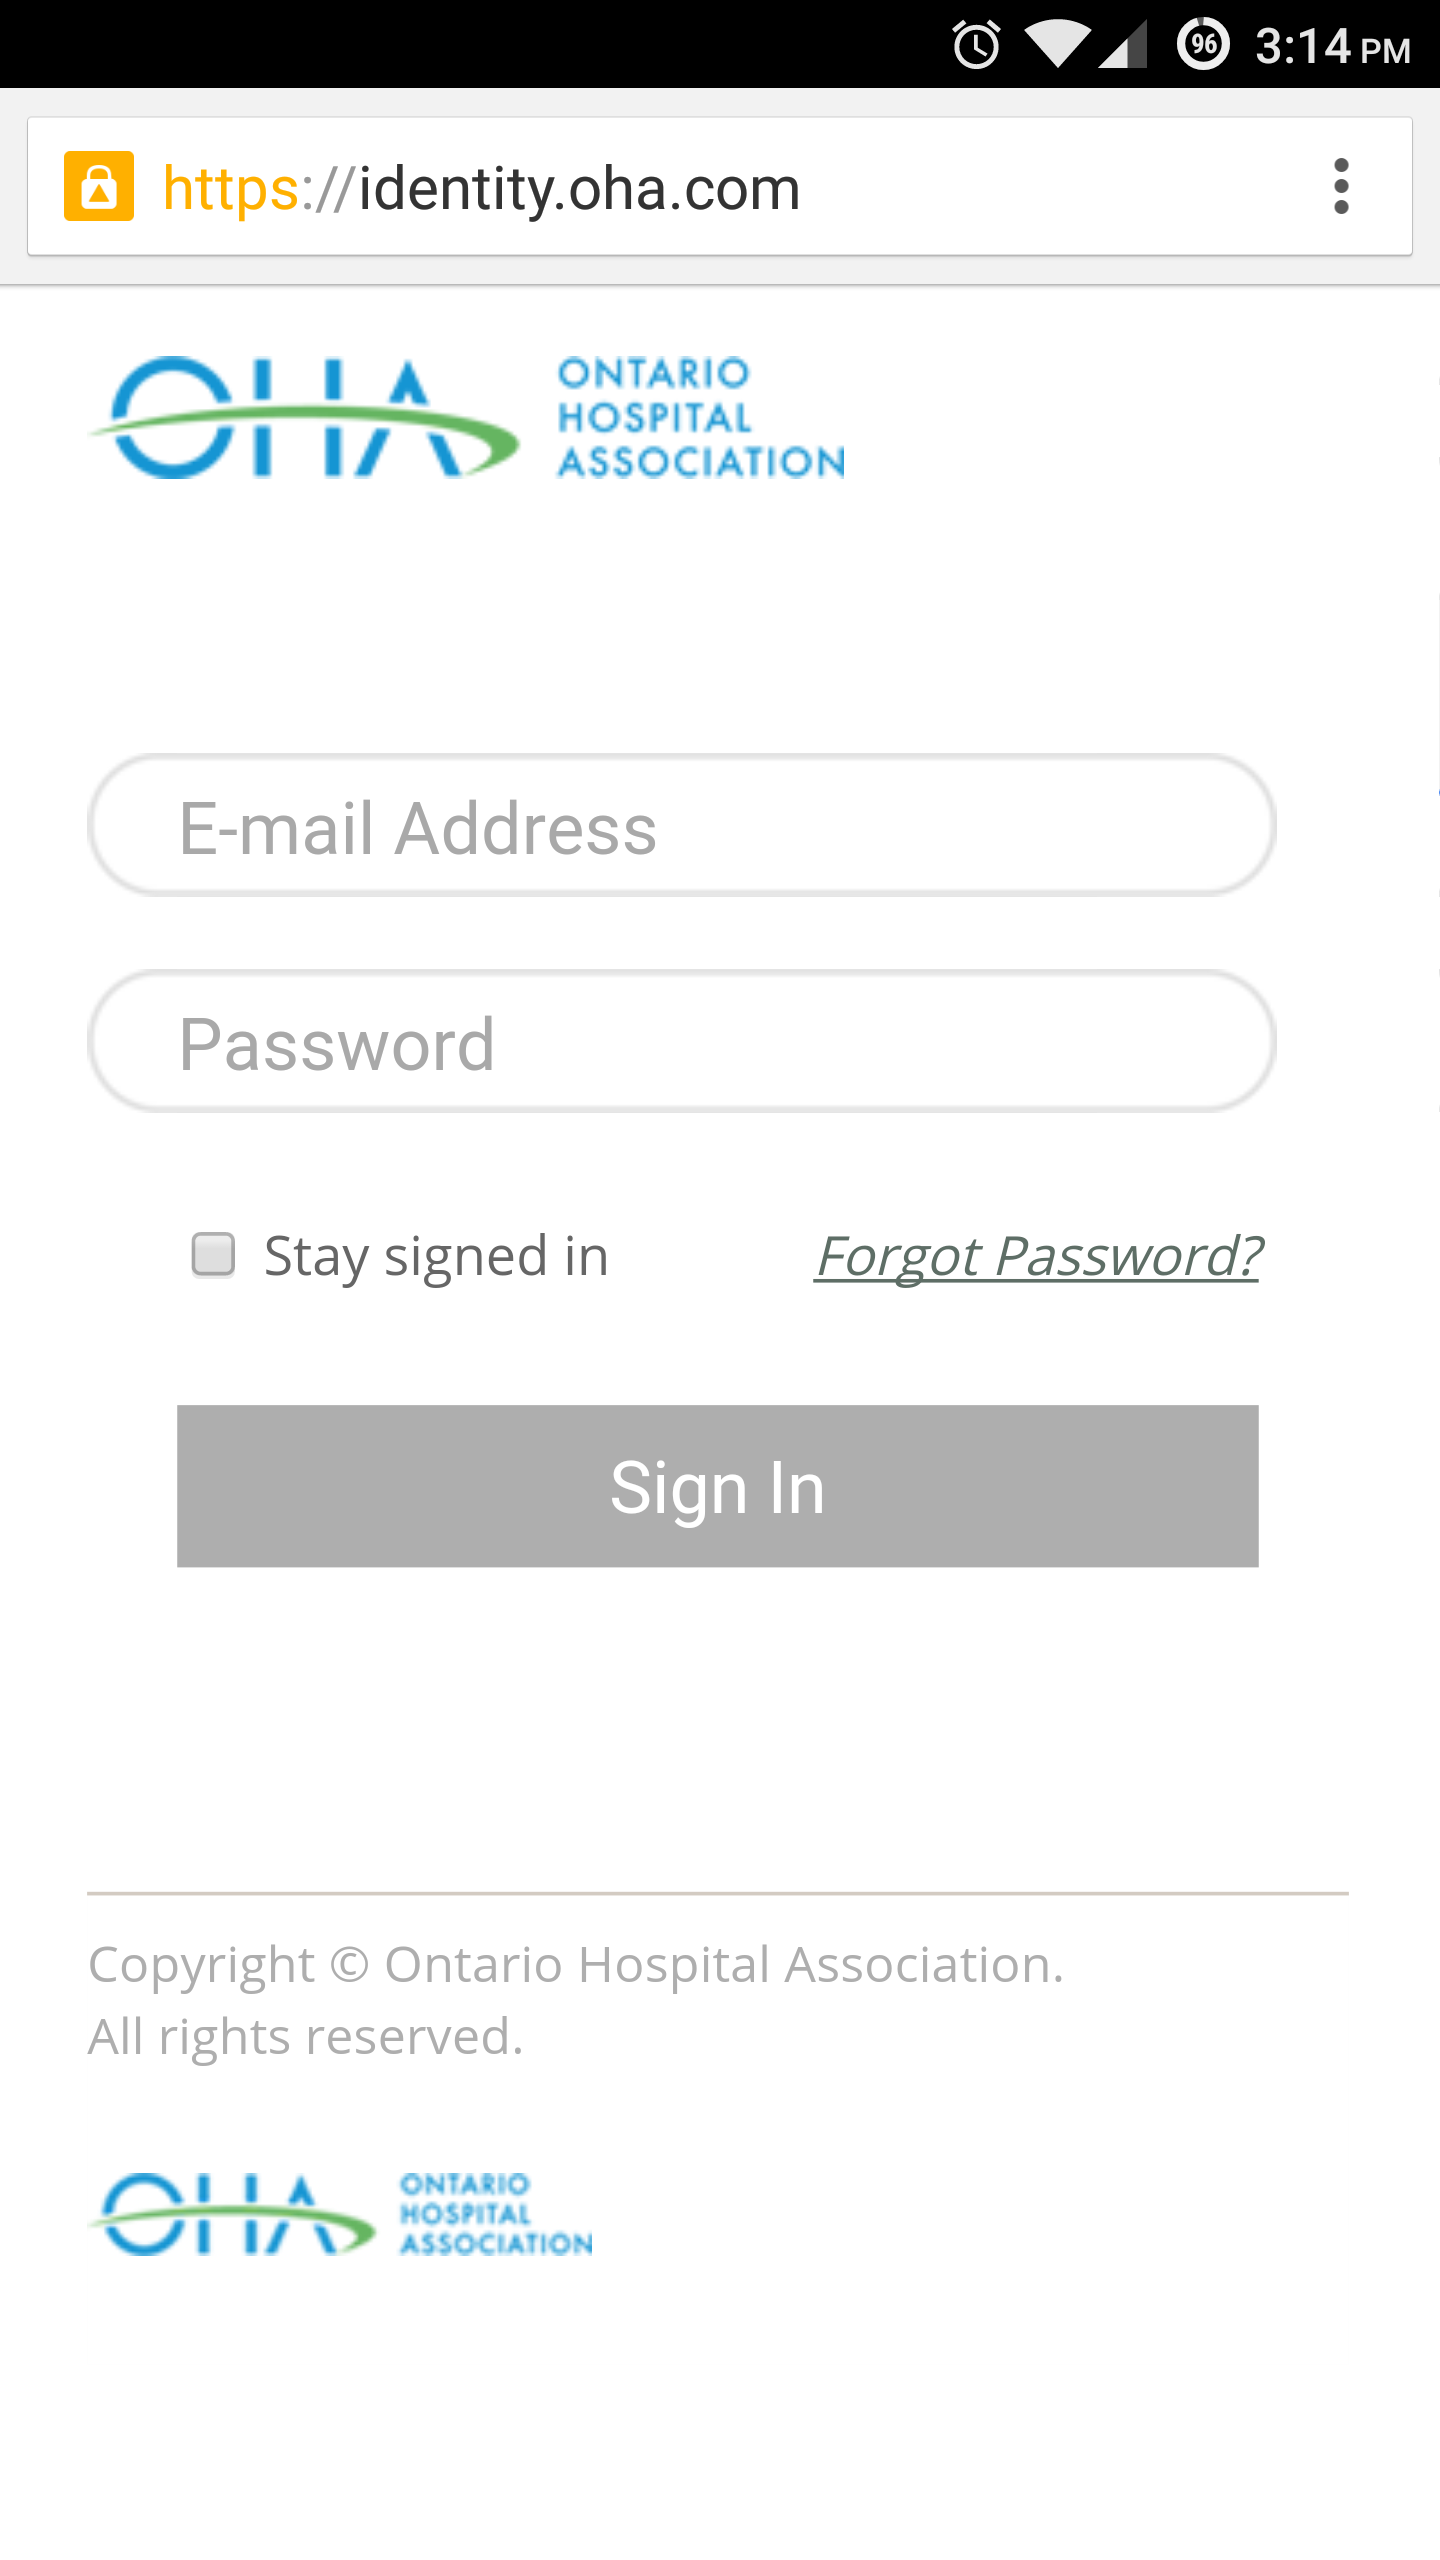 96 3:14 PM
https://identity.oha.com
OHA ONTARIO
HOSPITAL
ASSOCIATION
E-mail Address
Password
Stay signed in Forgot Password?
Sign In
Copyright © Ontario Hospital Association.
All rights reserved.
OHA ONTARIO
HOSPITAL
ASSOCIATION